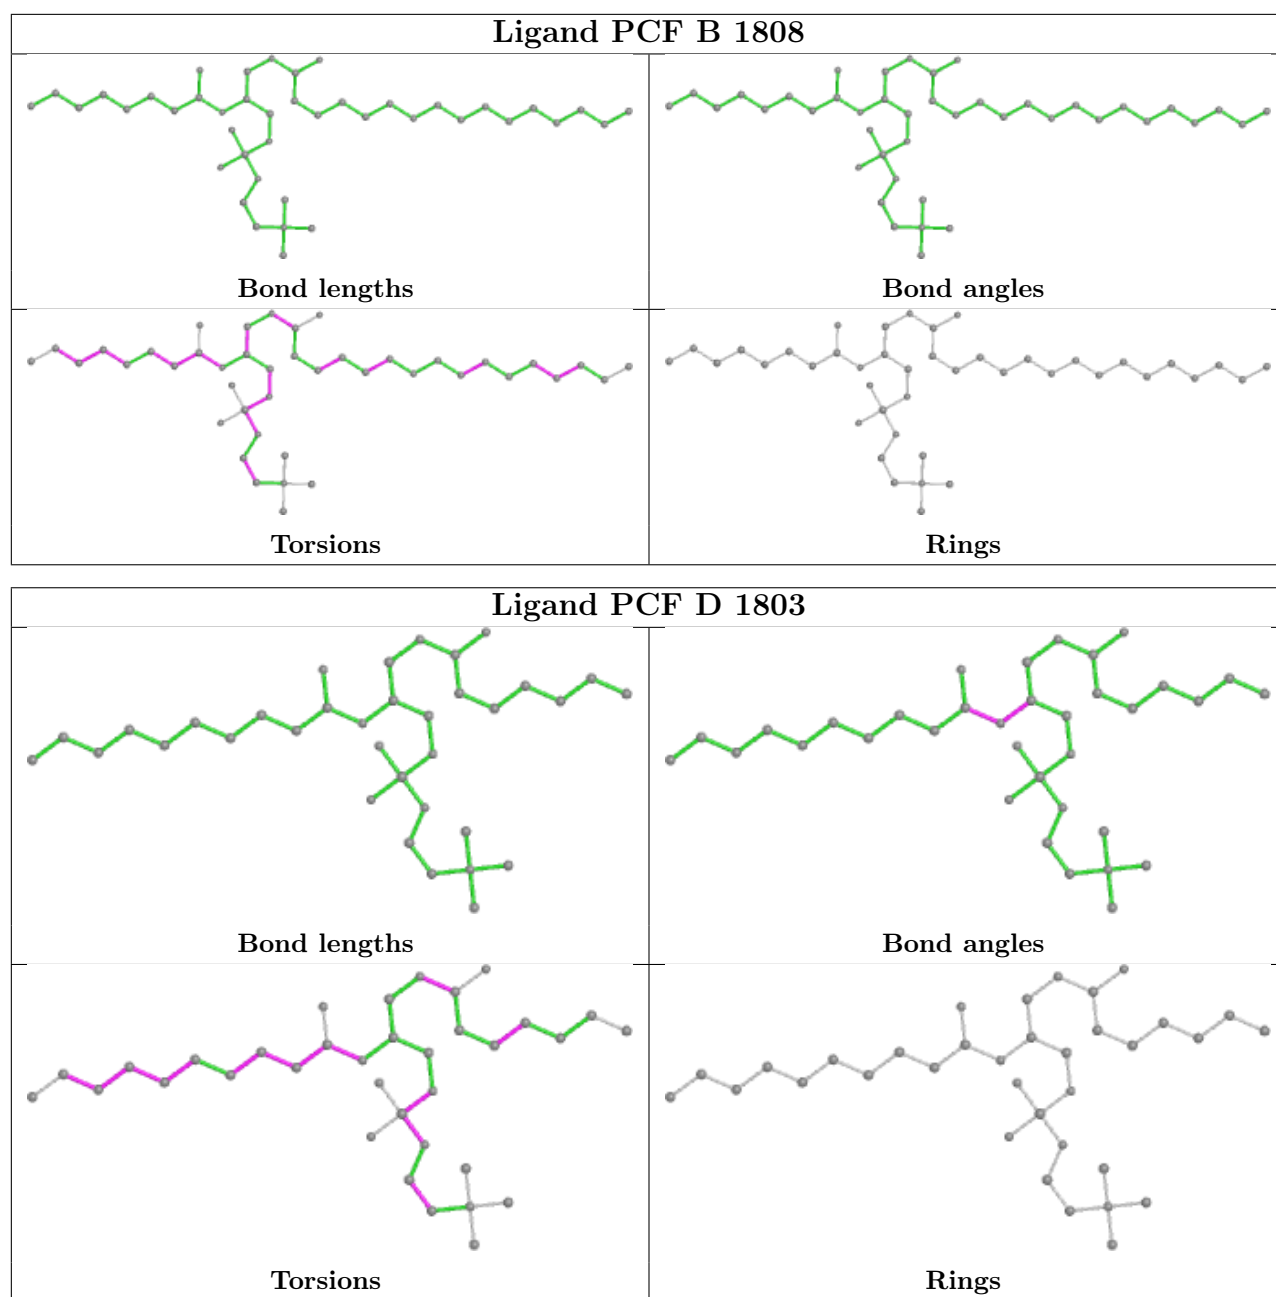 Ligand PCF B 1808
Bond lengths
Bond angles
Torsions
Rings
Ligand PCF D 1803
Bond lengths
Bond angles
Torsions
Rings